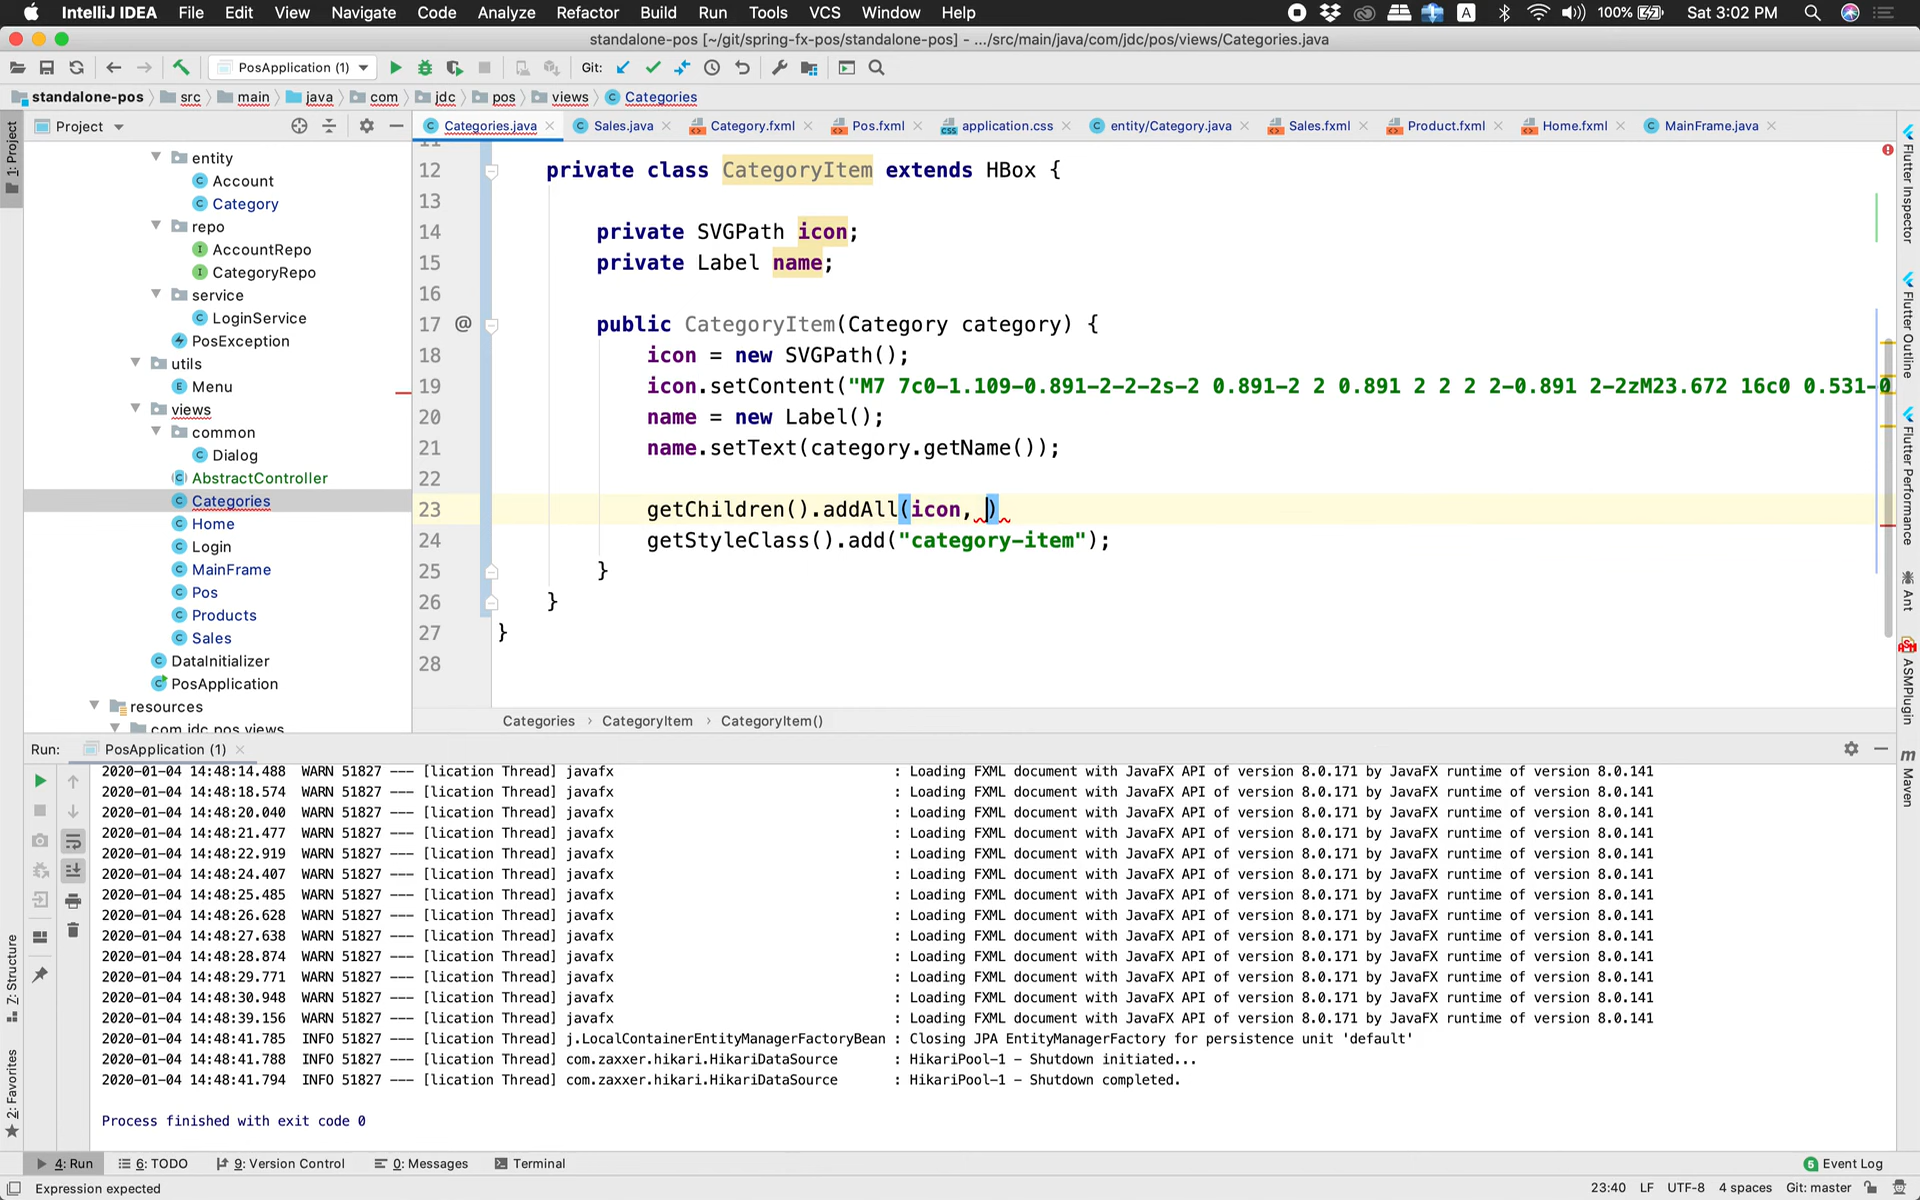 IntelliJ IDEA File Edit View Navigate Code Analyze Refactor Build Run Tools VCS Window Help 100% Sat 3:02 PM
standalone-pos [~/git/spring-fx-pos/standalone-pos] - .../src/main/java/com/jdc/pos/views/Categories.java
PosApplication (1) Git:
standalone-pos src main java com jdc pos views Categories
Project Categories.java Sales.java Category.fxml Pos.fxml application.css entity/Category.java Sales.fxml Product.fxml Home.fxml MainFrame.java
1: Project
entity
Account
Category
repo
AccountRepo
CategoryRepo
service
LoginService
PosException
utils
Menu
views
common
Dialog
AbstractController
Categories
Home
Login
MainFrame
Pos
Products
Sales
DataInitializer
PosApplication
resources
com.jdc.pos.views
11
12 private class CategoryItem extends HBox {
13
14 private SVGPath icon;
15 private Label name;
16
17 @ public CategoryItem(Category category) {
18 icon = new SVGPath();
19 icon.setContent("M7 7c0-1.109-0.891-2-2-2s-2 0.891-2 2 0.891 2 2 2 2-0.891 2-2zM23.672 16c0 0.531-0
20 name = new Label();
21 name.setText(category.getName());
22
23 getChildren().addAll(icon, )
24 getStyleClass().add("category-item");
25 }
26 }
27 }
28
Categories › CategoryItem › CategoryItem()
Flutter Inspector
Flutter Outline
Flutter Performance
Ant
ASMPlugin
Maven
Run: PosApplication (1)
2020-01-04 14:48:14.488 WARN 51827 --- [lication Thread] javafx : Loading FXML document with JavaFX API of version 8.0.171 by JavaFX runtime of version 8.0.141
2020-01-04 14:48:18.574 WARN 51827 --- [lication Thread] javafx : Loading FXML document with JavaFX API of version 8.0.171 by JavaFX runtime of version 8.0.141
2020-01-04 14:48:20.040 WARN 51827 --- [lication Thread] javafx : Loading FXML document with JavaFX API of version 8.0.171 by JavaFX runtime of version 8.0.141
2020-01-04 14:48:21.477 WARN 51827 --- [lication Thread] javafx : Loading FXML document with JavaFX API of version 8.0.171 by JavaFX runtime of version 8.0.141
2020-01-04 14:48:22.919 WARN 51827 --- [lication Thread] javafx : Loading FXML document with JavaFX API of version 8.0.171 by JavaFX runtime of version 8.0.141
2020-01-04 14:48:24.407 WARN 51827 --- [lication Thread] javafx : Loading FXML document with JavaFX API of version 8.0.171 by JavaFX runtime of version 8.0.141
2020-01-04 14:48:25.485 WARN 51827 --- [lication Thread] javafx : Loading FXML document with JavaFX API of version 8.0.171 by JavaFX runtime of version 8.0.141
2020-01-04 14:48:26.628 WARN 51827 --- [lication Thread] javafx : Loading FXML document with JavaFX API of version 8.0.171 by JavaFX runtime of version 8.0.141
2020-01-04 14:48:27.638 WARN 51827 --- [lication Thread] javafx : Loading FXML document with JavaFX API of version 8.0.171 by JavaFX runtime of version 8.0.141
2020-01-04 14:48:28.874 WARN 51827 --- [lication Thread] javafx : Loading FXML document with JavaFX API of version 8.0.171 by JavaFX runtime of version 8.0.141
2020-01-04 14:48:29.771 WARN 51827 --- [lication Thread] javafx : Loading FXML document with JavaFX API of version 8.0.171 by JavaFX runtime of version 8.0.141
2020-01-04 14:48:30.948 WARN 51827 --- [lication Thread] javafx : Loading FXML document with JavaFX API of version 8.0.171 by JavaFX runtime of version 8.0.141
2020-01-04 14:48:39.156 WARN 51827 --- [lication Thread] javafx : Loading FXML document with JavaFX API of version 8.0.171 by JavaFX runtime of version 8.0.141
2020-01-04 14:48:41.785 INFO 51827 --- [lication Thread] j.LocalContainerEntityManagerFactoryBean : Closing JPA EntityManagerFactory for persistence unit 'default'
2020-01-04 14:48:41.788 INFO 51827 --- [lication Thread] com.zaxxer.hikari.HikariDataSource : HikariPool-1 - Shutdown initiated...
2020-01-04 14:48:41.794 INFO 51827 --- [lication Thread] com.zaxxer.hikari.HikariDataSource : HikariPool-1 - Shutdown completed.
Process finished with exit code 0
Z: Structure
2: Favorites
4: Run 6: TODO 9: Version Control 0: Messages Terminal 5 Event Log
Expression expected 23:40 LF UTF-8 4 spaces Git: master